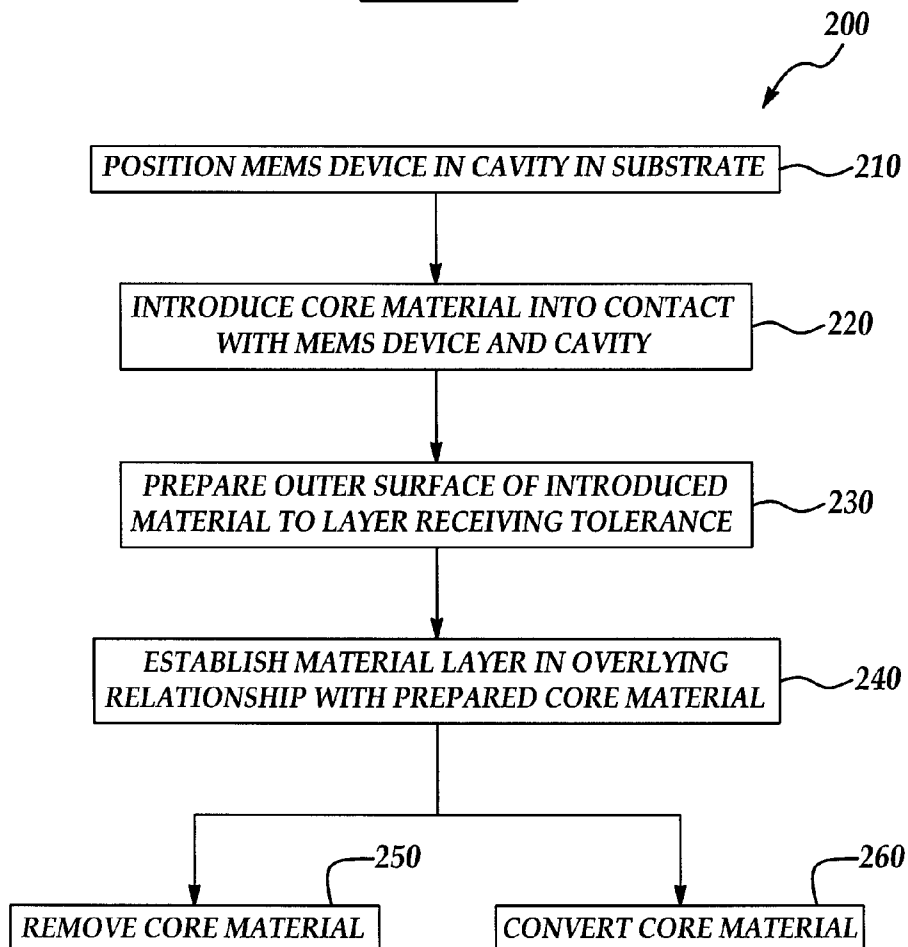 200
POSITION MEMS DEVICE IN CAVITY IN SUBSTRATE
210
INTRODUCE CORE MATERIAL INTO CONTACT
WITH MEMS DEVICE AND CAVITY
220
PREPARE OUTER SURFACE OF INTRODUCED
MATERIAL TO LAYER RECEIVING TOLERANCE
230
ESTABLISH MATERIAL LAYER IN OVERLYING
RELATIONSHIP WITH PREPARED CORE MATERIAL
240
250
260
REMOVE CORE MATERIAL
CONVERT CORE MATERIAL